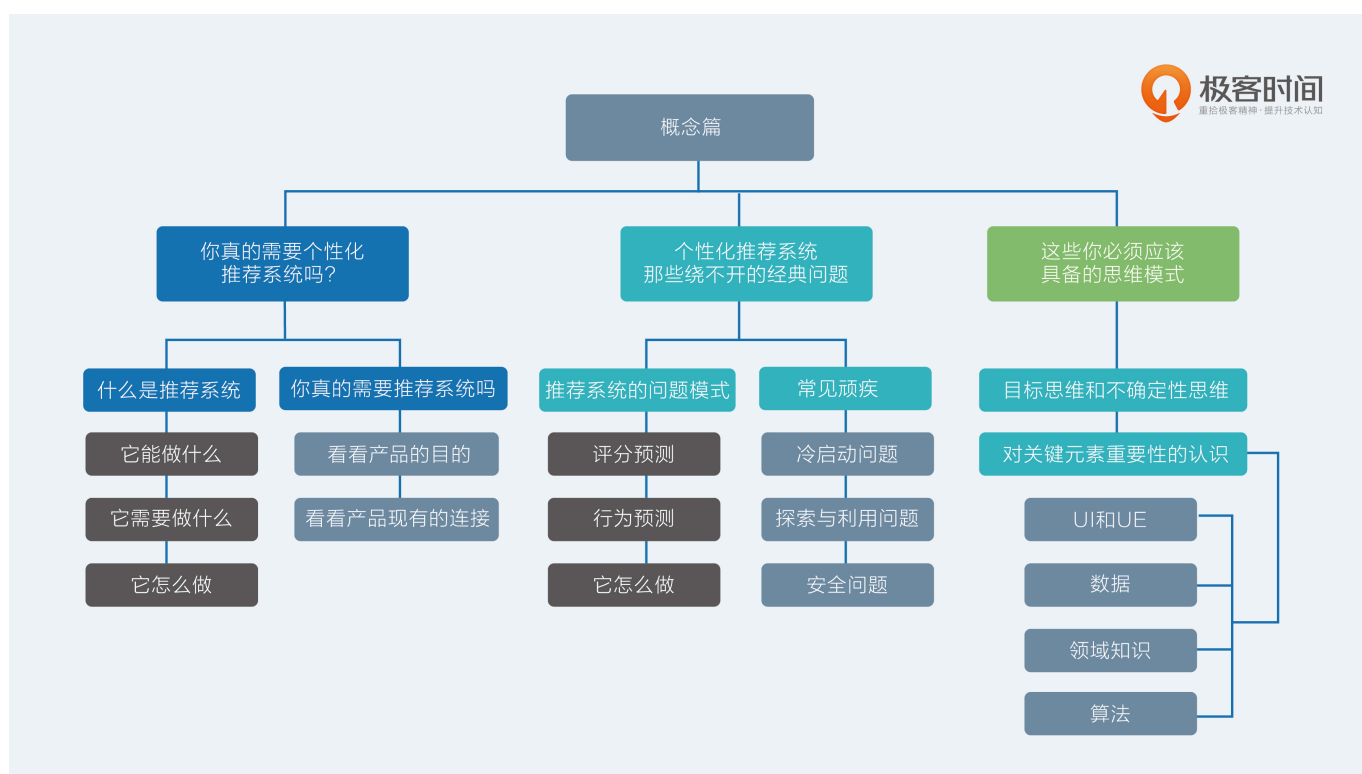 极客时间
重拾极客精神·提升技术认知
概念篇
你真的需要个性化
推荐系统吗?
个性化推荐系统
那些绕不开的经典问题
这些你必须应该
具备的思维模式
什么是推荐系统
你真的需要推荐系统吗
推荐系统的问题模式
常见顽疾
目标思维和不确定性思维
它能做什么
看看产品的目的
评分预测
冷启动问题
对关键元素重要性的认识
它需要做什么
看看产品现有的连接
行为预测
探索与利用问题
UI和UE
它怎么做
它怎么做
安全问题
数据
领域知识
算法